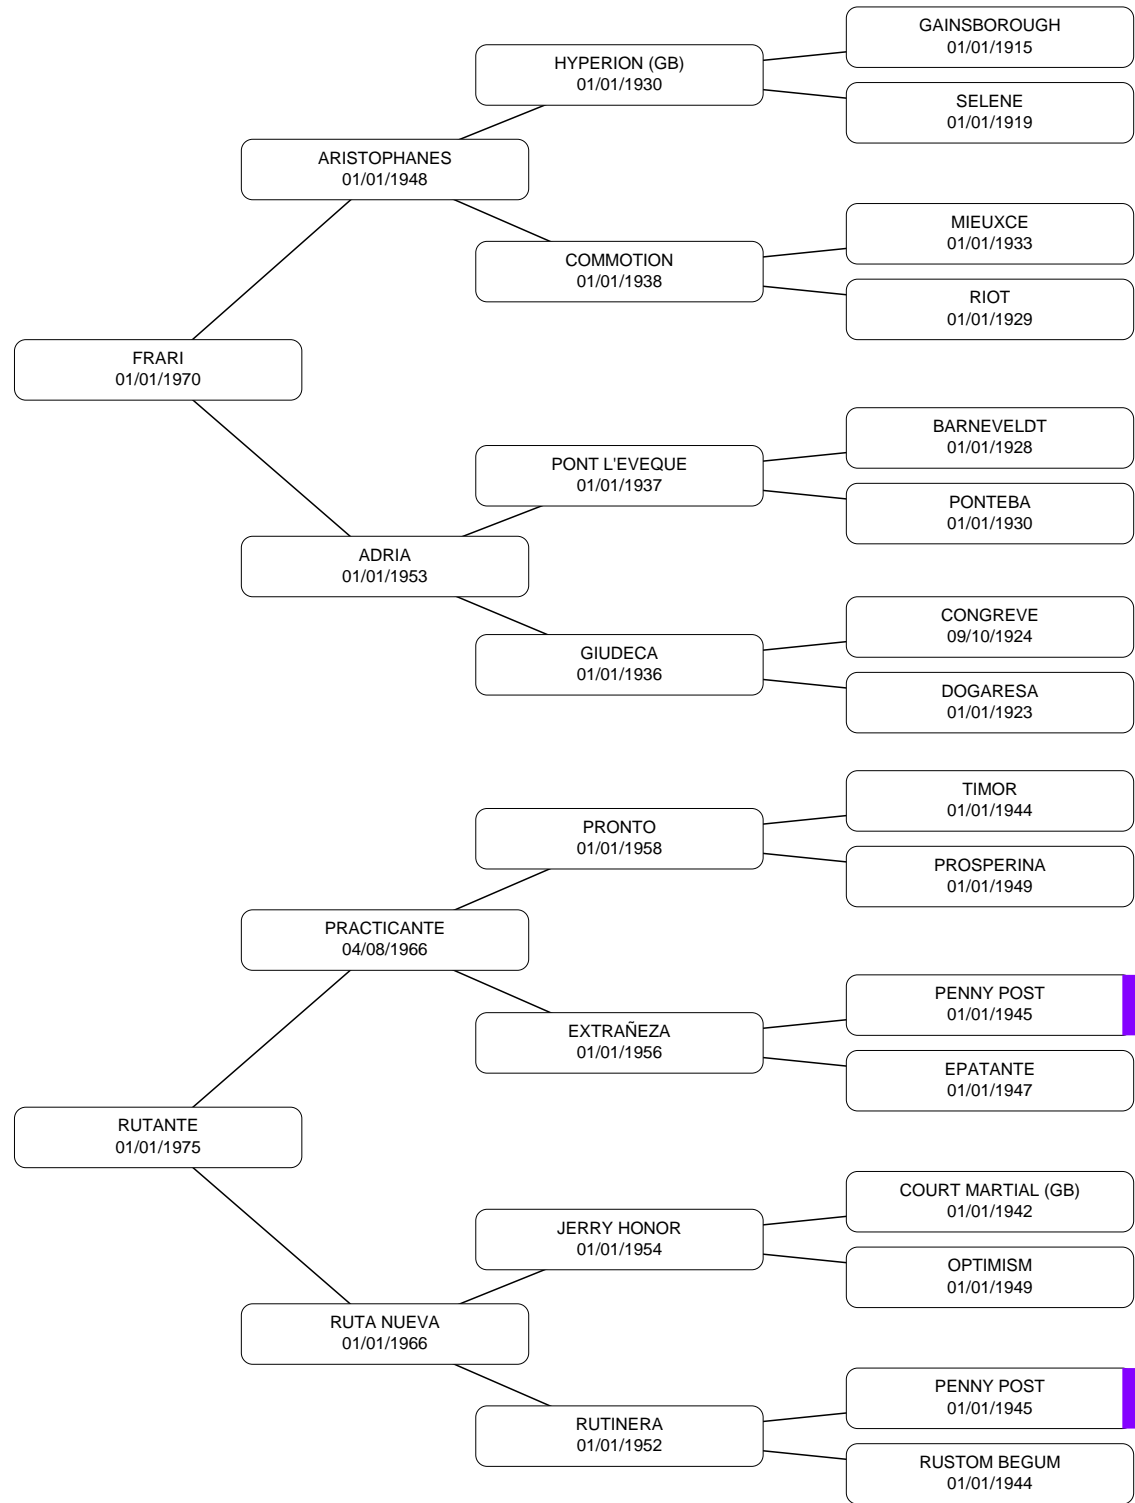 GAINSBOROUGH
01/01/1915
HYPERION (GB)
01/01/1930
SELENE
01/01/1919
ARISTOPHANES
01/01/1948
MIEUXCE
01/01/1933
COMMOTION
01/01/1938
RIOT
01/01/1929
FRARI
01/01/1970
BARNEVELDT
01/01/1928
PONT L'EVEQUE
01/01/1937
PONTEBA
01/01/1930
ADRIA
01/01/1953
CONGREVE
09/10/1924
GIUDECA
01/01/1936
DOGARESA
01/01/1923
TIMOR
01/01/1944
PRONTO
01/01/1958
PROSPERINA
01/01/1949
PRACTICANTE
04/08/1966
PENNY POST
01/01/1945
EXTRAÑEZA
01/01/1956
EPATANTE
01/01/1947
RUTANTE
01/01/1975
COURT MARTIAL (GB)
01/01/1942
JERRY HONOR
01/01/1954
OPTIMISM
01/01/1949
RUTA NUEVA
01/01/1966
PENNY POST
01/01/1945
RUTINERA
01/01/1952
RUSTOM BEGUM
01/01/1944